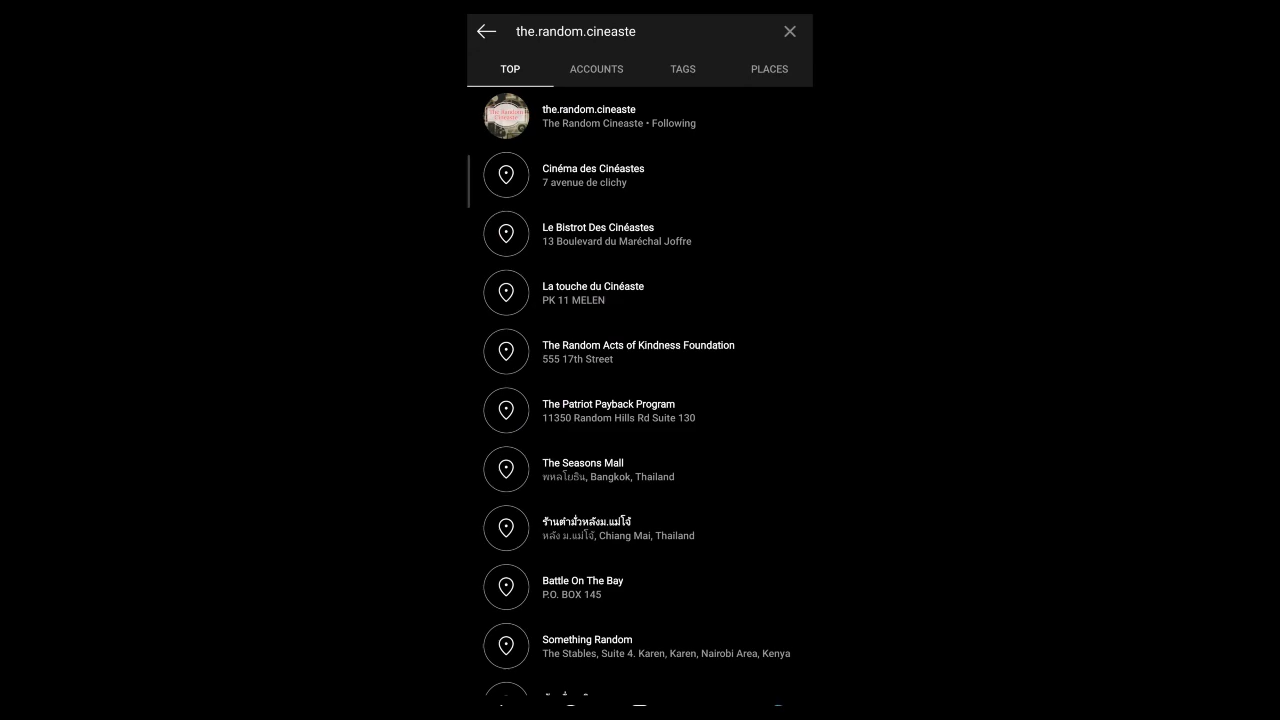 the.random.cineaste
TOP
ACCOUNTS
TAGS
PLACES
the.random.cineaste
The Random Cineaste • Following
Cinéma des Cinéastes
7 avenue de clichy
Le Bistrot Des Cinéastes
13 Boulevard du Maréchal Joffre
La touche du Cinéaste
PK 11 MELEN
The Random Acts of Kindness Foundation
555 17th Street
The Patriot Payback Program
11350 Random Hills Rd Suite 130
The Seasons Mall
พหลโยธิน, Bangkok, Thailand
ร้านตำมั่วหลังม.แม่โจ้
หลัง ม.แม่โจ้, Chiang Mai, Thailand
Battle On The Bay
P.O. BOX 145
Something Random
The Stables, Suite 4. Karen, Karen, Nairobi Area, Kenya